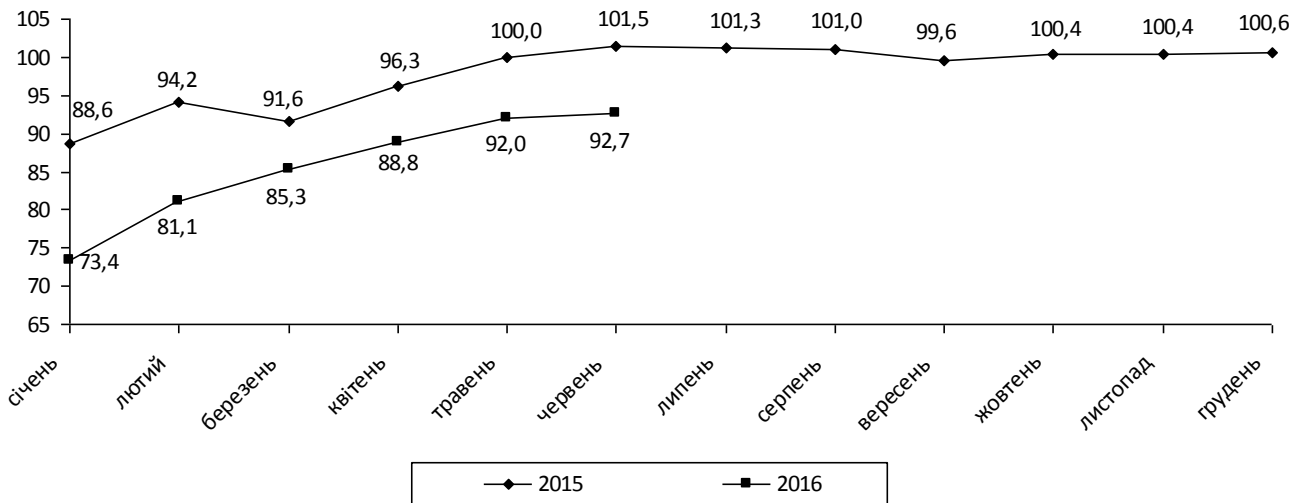 105
100
95
90
85
80
75
70
65
88,6
94,2
91,6
96,3
100,0
101,5
101,3
101,0
99,6
100,4
100,4
100,6
73,4
81,1
85,3
88,8
92,0
92,7
січень
лютий
березень
квітень
травень
червень
липень
серпень
вересень
жовтень
листопад
грудень
2015
2016